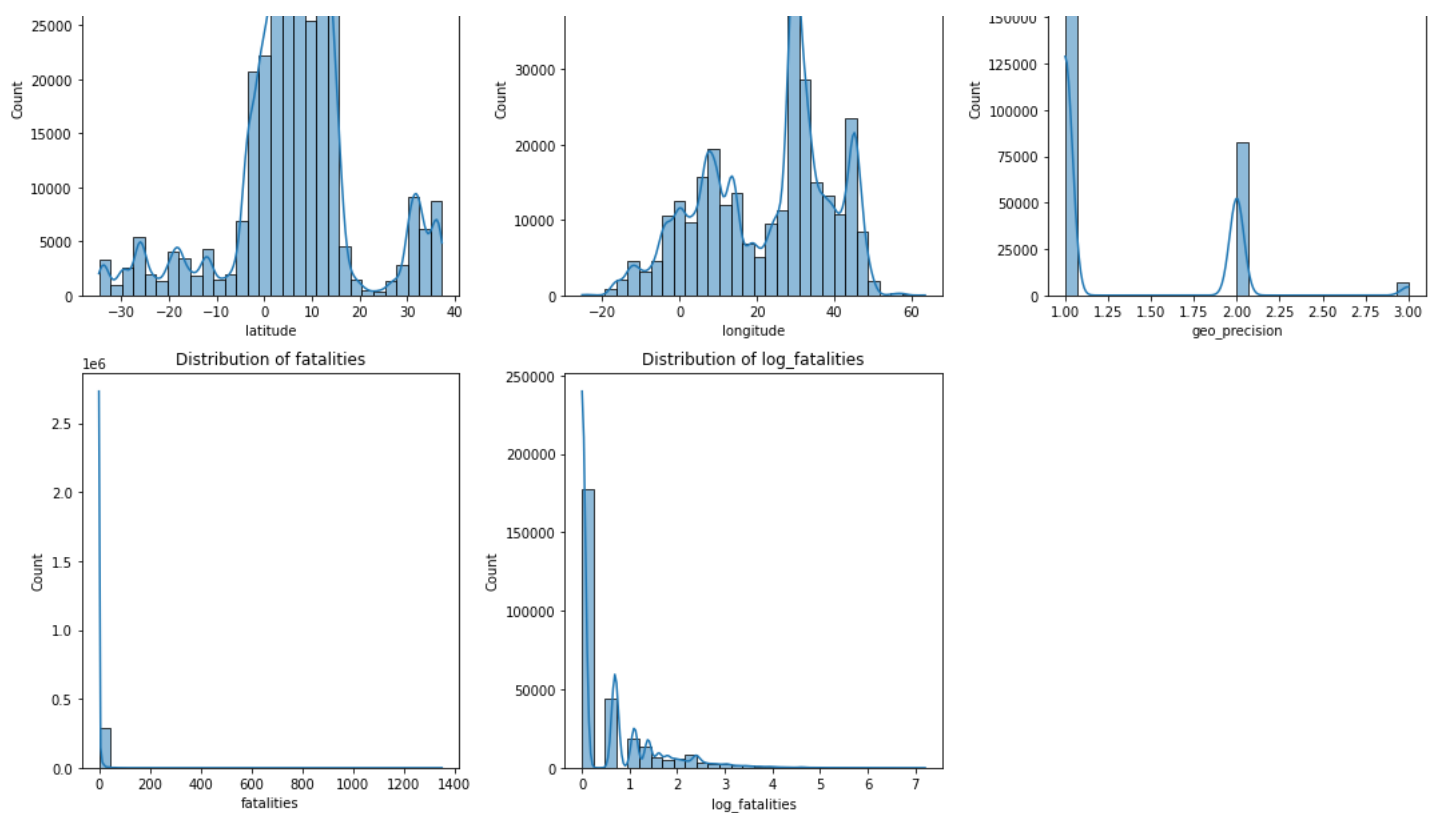 25000
20000
15000
10000
5000
0
Count
−30 −20 −10 0 10 20 30 40
latitude
30000
20000
10000
0
Count
−20 0 20 40 60
longitude
150000
125000
100000
75000
50000
25000
0
Count
1.00 1.25 1.50 1.75 2.00 2.25 2.50 2.75 3.00
geo_precision
Distribution of fatalities
1e6
2.5
2.0
1.5
1.0
0.5
0.0
Count
0 200 400 600 800 1000 1200 1400
fatalities
Distribution of log_fatalities
250000
200000
150000
100000
50000
0
Count
0 1 2 3 4 5 6 7
log_fatalities